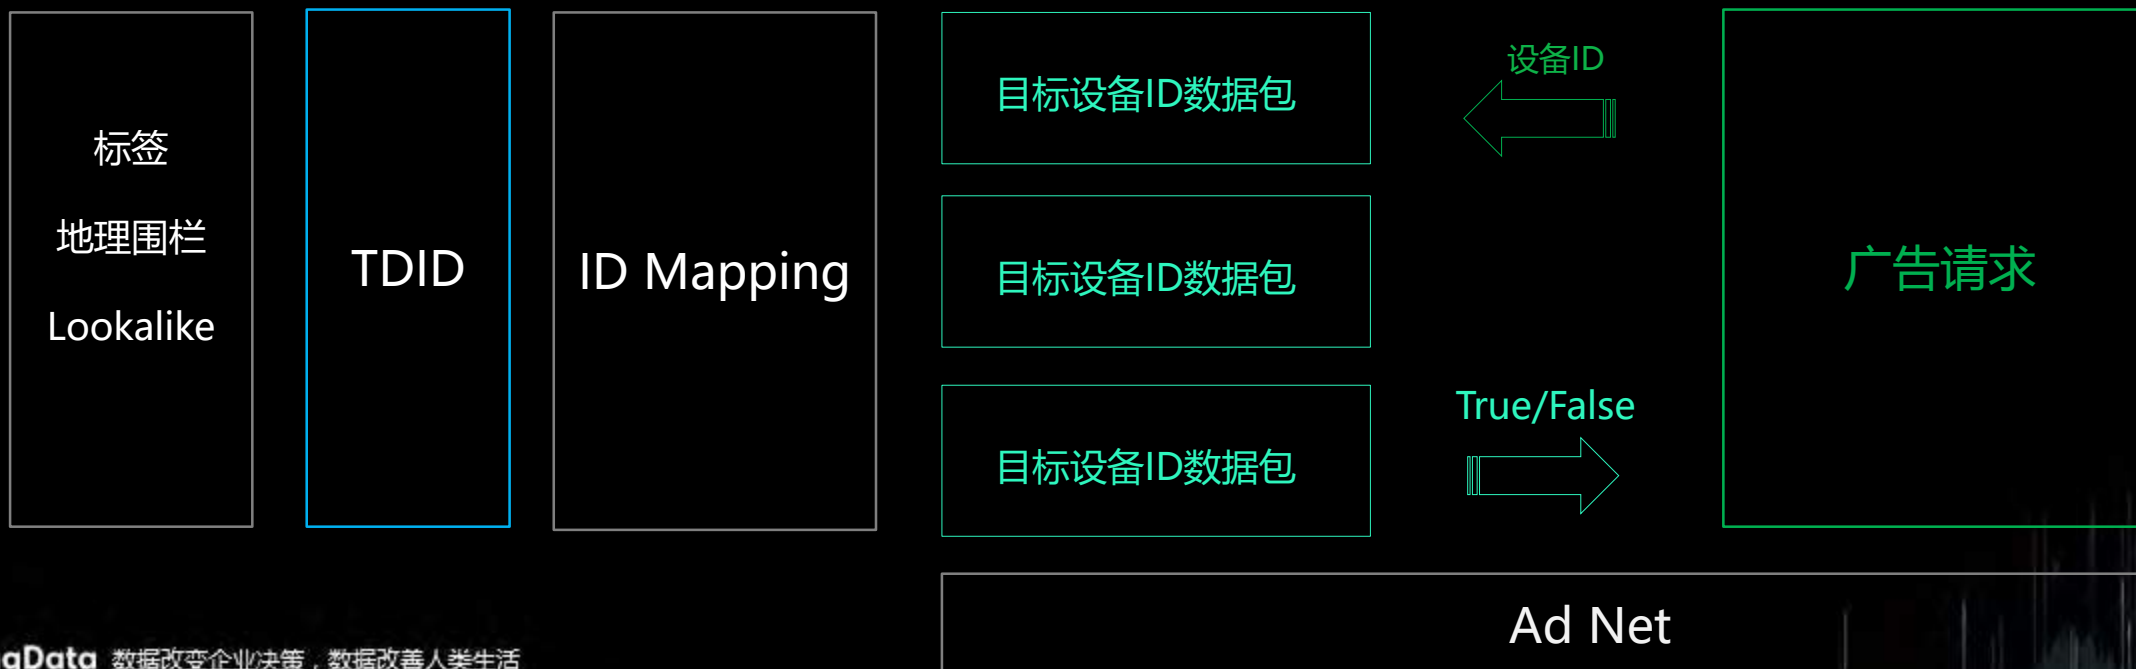 标签
地理围栏
Lookalike
TDID
ID Mapping
目标设备ID数据包
目标设备ID数据包
目标设备ID数据包
设备ID
True/False
广告请求
Ad Net
数据改变企业决策，数据改善人类生活